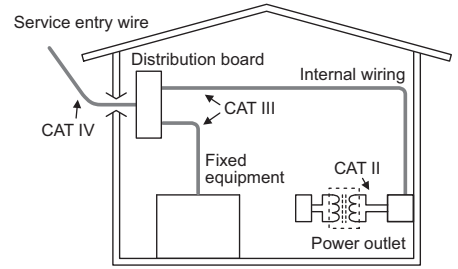 Service entry wire
Distribution board
Internal wiring
CAT III
CAT IV
Fixed
equipment
CAT II
Power outlet